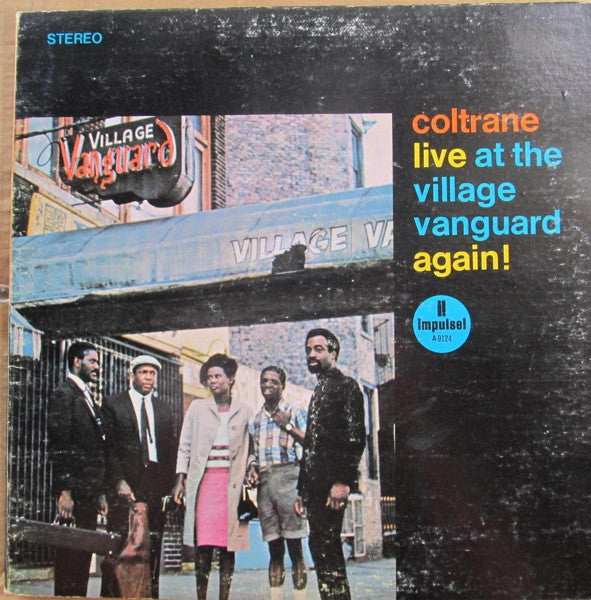 STEREO
VILLAGE
Vanguard
VILLAGE VA
coltrane
live at the
village
vanguard
again!
impulse!
A 9124